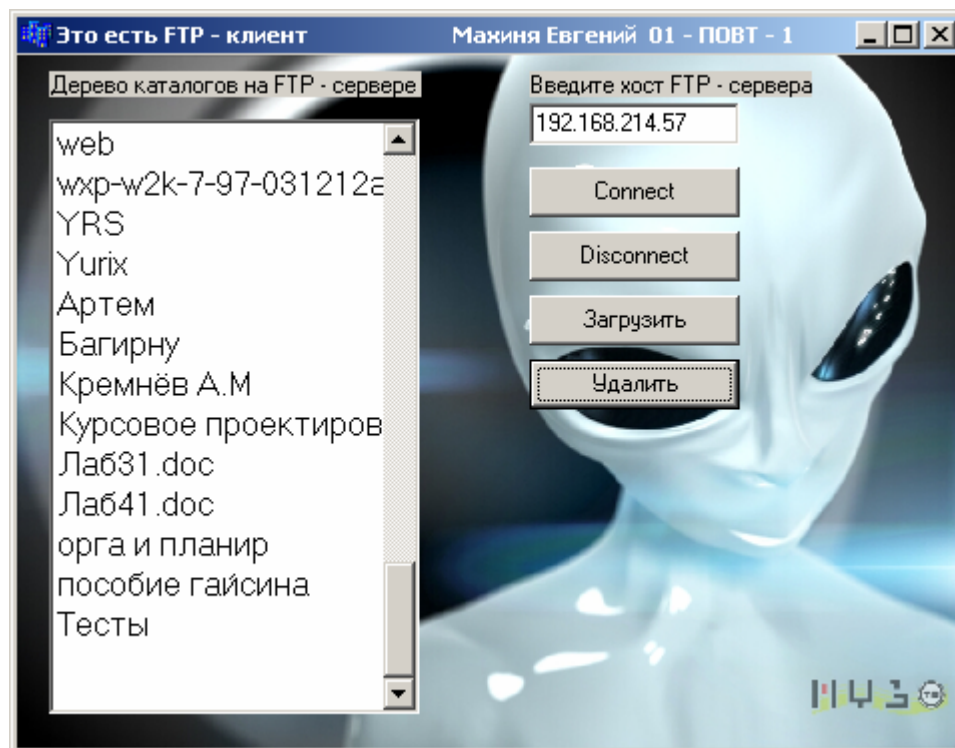 Это есть FTP - клиент Махиня Евгений 01 - ПОВТ - 1
Дерево каталогов на FTP - сервере
web
wxp-w2k-7-97-031212a
YRS
Yurix
Артем
Багирну
Кремнёв А.М
Курсовое проектиров
Лаб31.doc
Лаб41.doc
орга и планир
пособие гайсина
Тесты
Введите хост FTP - сервера
192.168.214.57
Connect
Disconnect
Загрузить
Удалить
МУЗ
ТВ